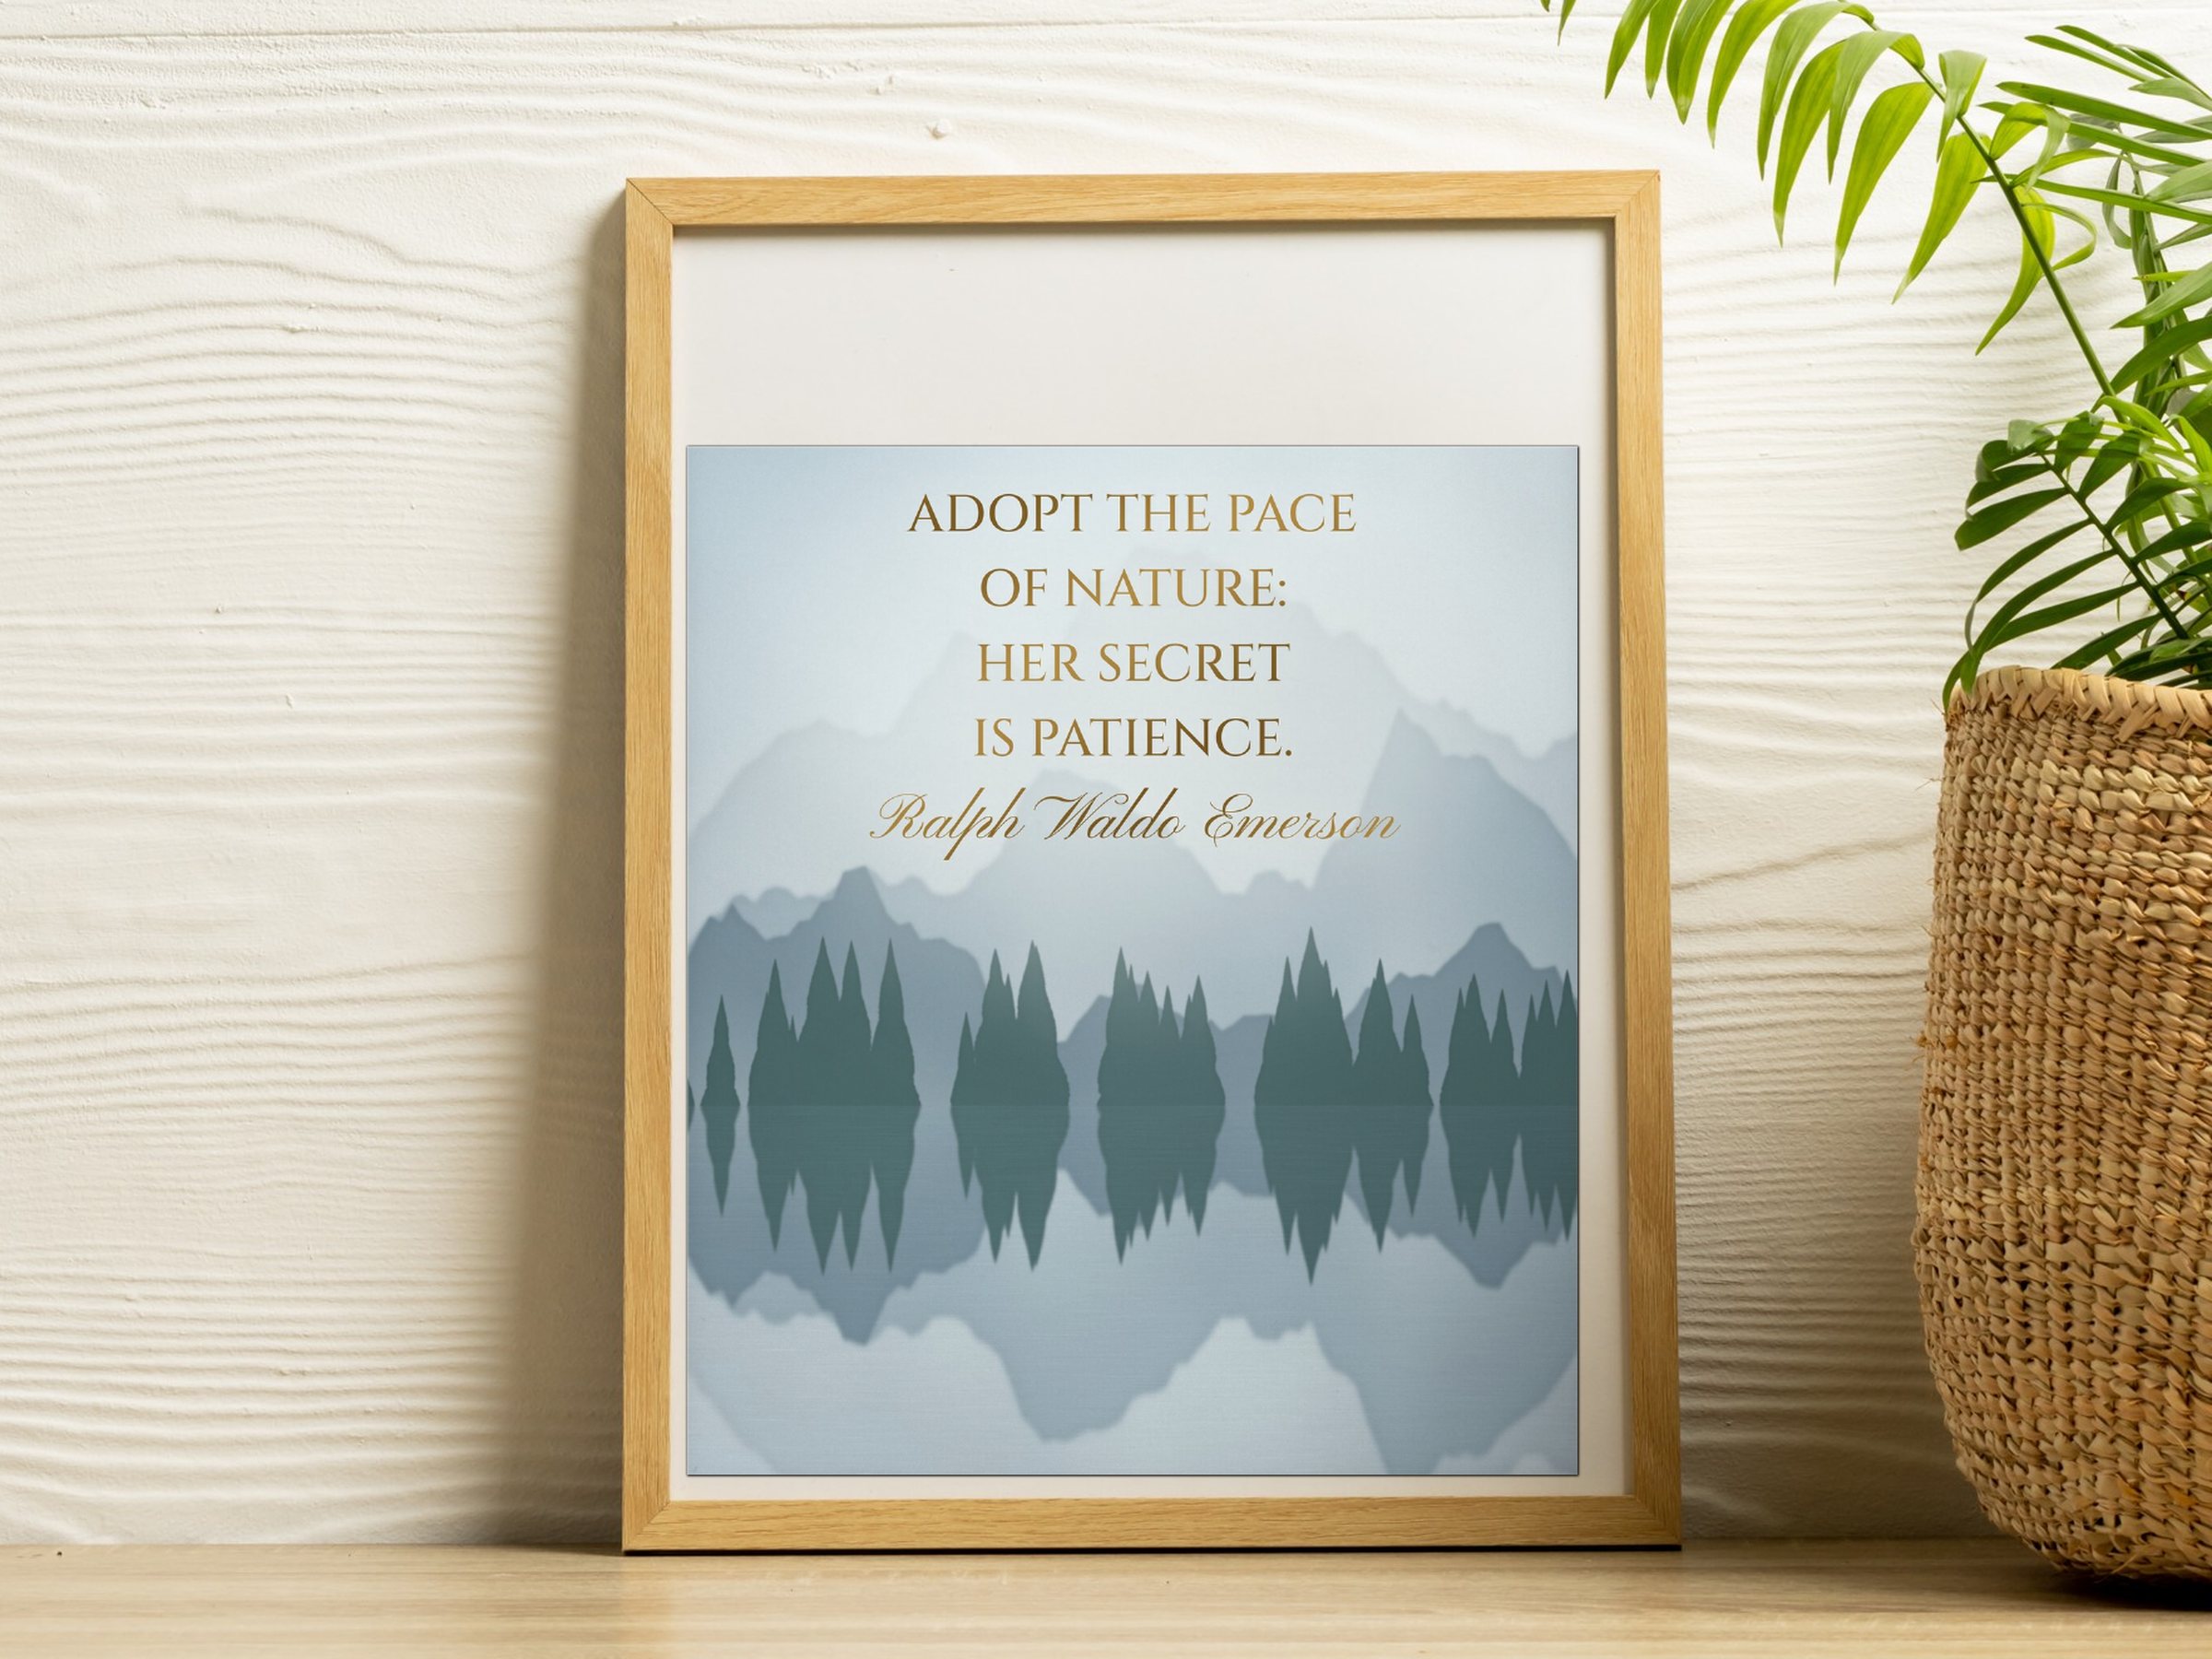 ADOPT THE PACE
OF NATURE:
HER SECRET
IS PATIENCE.
Ralph Waldo Emerson